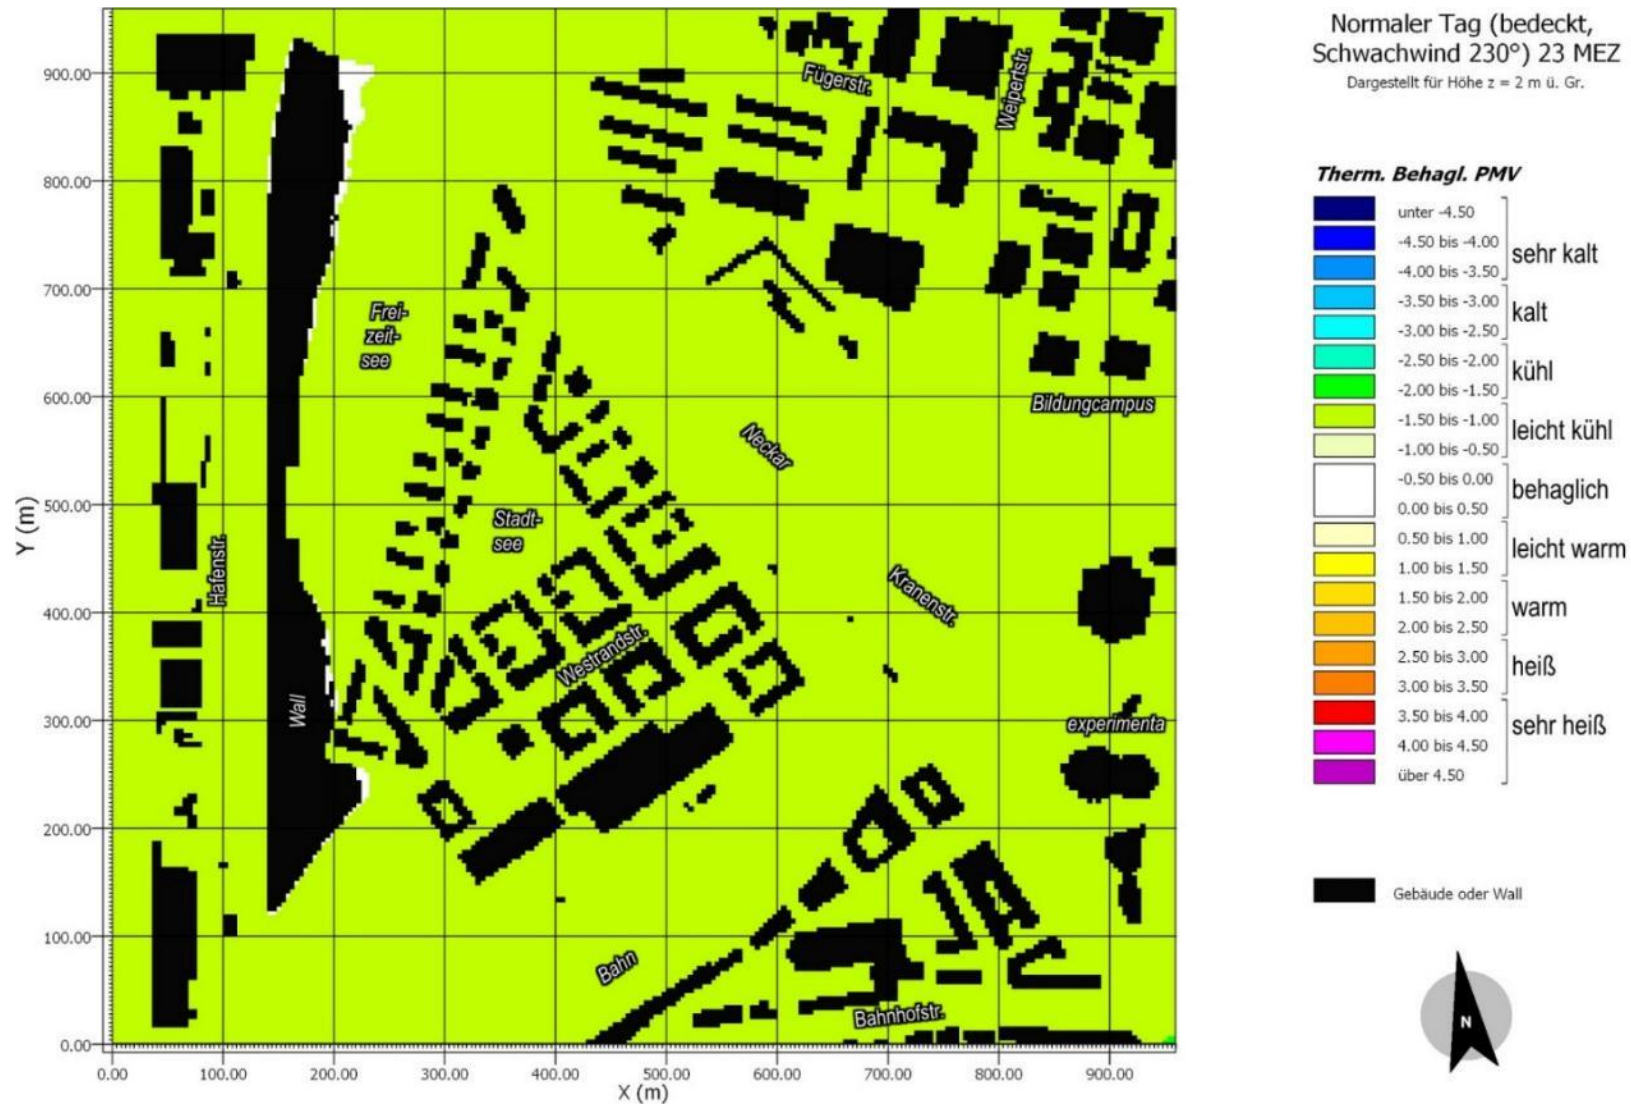 Normaler Tag (bedeckt,
Schwachwind 230°) 23 MEZ
Dargestellt für Höhe z = 2 m ü. Gr.
Therm. Behagl. PMV
unter -4.50
-4.50 bis -4.00
-4.00 bis -3.50
sehr kalt
-3.50 bis -3.00
-3.00 bis -2.50
kalt
-2.50 bis -2.00
-2.00 bis -1.50
kühl
-1.50 bis -1.00
-1.00 bis -0.50
leicht kühl
-0.50 bis 0.00
0.00 bis 0.50
behaglich
0.50 bis 1.00
1.00 bis 1.50
leicht warm
1.50 bis 2.00
2.00 bis 2.50
warm
2.50 bis 3.00
3.00 bis 3.50
heiß
3.50 bis 4.00
4.00 bis 4.50
über 4.50
sehr heiß
Gebäude oder Wall
N
Y (m)
900.00
800.00
700.00
600.00
500.00
400.00
300.00
200.00
100.00
0.00
0.00
100.00
200.00
300.00
400.00
500.00
600.00
700.00
800.00
900.00
X (m)
Fügerstr.
Weipertstr.
Frei-
zeit-
see
Bildungcampus
Neckar
Stadt-
see
Hafenstr.
Kranenstr.
Westrandstr.
Wall
experimenta
Bahn
Bahnhofstr.